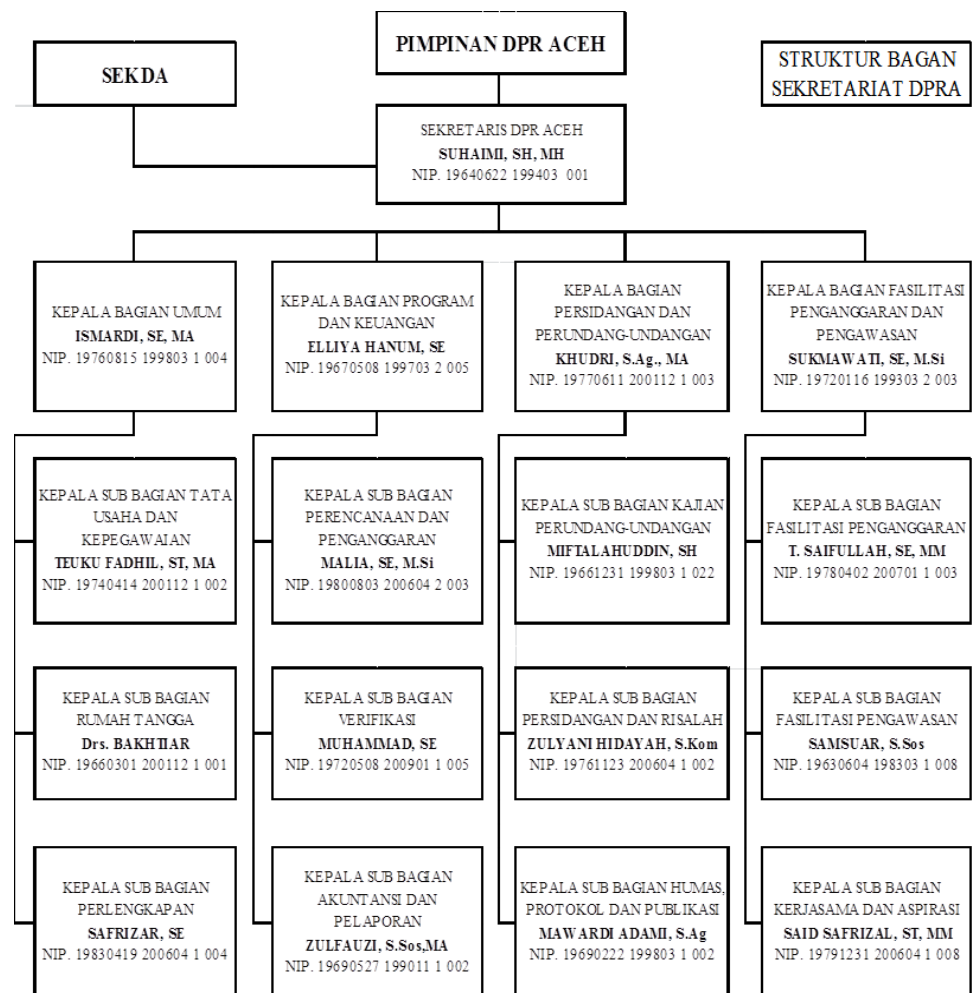 PIMPINAN DPR ACEH
SEKDA
STRUKTUR BAGAN
SEKRETARIAT DPRA
SEKRETARIS DPR ACEH
SUHAIMI, SH, MH
NIP. 19640622 199403 001
KEPALA BAGIAN UMUM
ISMARDI, SE, MA
NIP. 19760815 199803 1 004
KEPALA BAGIAN PROGRAM
DAN KEUANGAN
ELLIYA HANUM, SE
NIP. 19670508 199703 2 005
KEPALA BAGIAN
PERSIDANGAN DAN
PERUNDANG-UNDANGAN
KHUDRI, S.Ag., MA
NIP. 19770611 200112 1 003
KEPALA BAGIAN FASILITASI
PENGANGGARAN DAN
PENGAWASAN
SUKMAWATI, SE, M.Si
NIP. 19720116 199303 2 003
KEPALA SUB BAGIAN TATA
USAHA DAN
KEPEGAWAIAN
TEUKU FADHIL, ST, MA
NIP. 19740414 200112 1 002
KEPALA SUB BAGIAN
PERENCANAAN DAN
PENGANGGARAN
MALIA, SE, M.Si
NIP. 19800803 200604 2 003
KEPALA SUB BAGIAN KAJIAN
PERUNDANG-UNDANGAN
MIFTALAHUDDIN, SH
NIP. 19661231 199803 1 022
KEPALA SUB BAGIAN
FASILITASI PENGANGGARAN
T. SAIFULLAH, SE, MM
NIP. 19780402 200701 1 003
KEPALA SUB BAGIAN
RUMAH TANGGA
Drs. BAKHTIAR
NIP. 19660301 200112 1 001
KEPALA SUB BAGIAN
VERIFIKASI
MUHAMMAD, SE
NIP. 19720508 200901 1 005
KEPALA SUB BAGIAN
PERSIDANGAN DAN RISALAH
ZULYANI HIDAYAH, S.Kom
NIP. 19761123 200604 1 002
KEPALA SUB BAGIAN
FASILITASI PENGAWASAN
SAMSUAR, S.Sos
NIP. 19630604 198303 1 008
KEPALA SUB BAGIAN
PERLENGKAPAN
SAFRIZAR, SE
NIP. 19830419 200604 1 004
KEPALA SUB BAGIAN
AKUNTANSI DAN
PELAPORAN
ZULFAUZI, S.Sos,MA
NIP. 19690527 199011 1 002
KEPALA SUB BAGIAN HUMAS,
PROTOKOL DAN PUBLIKASI
MAWARDI ADAMI, S.Ag
NIP. 19690222 199803 1 002
KEPALA SUB BAGIAN
KERJASAMA DAN ASPIRASI
SAID SAFRIZAL, ST, MM
NIP. 19791231 200604 1 008